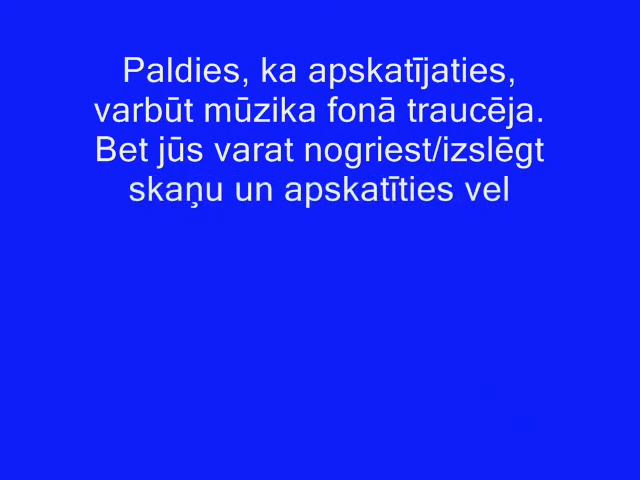 Paldies, ka apskatījaties,
varbūt mūzika fonā traucēja.
Bet jūs varat nogriest/izslēgt
skaņu un apskatīties vel